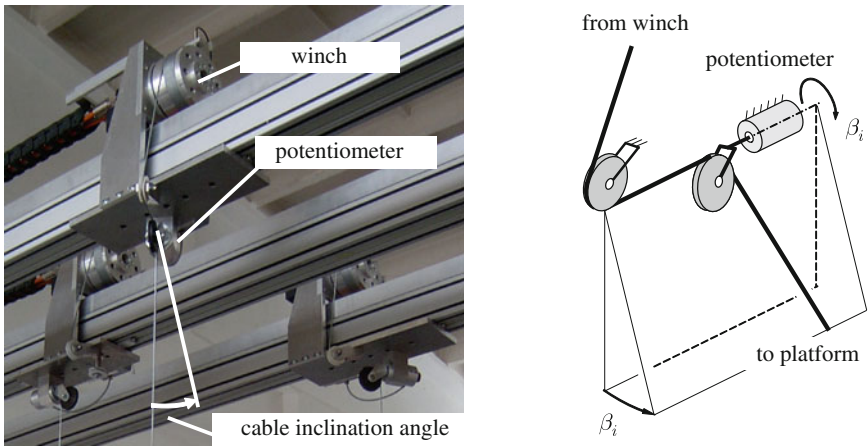 winch
potentiometer
cable inclination angle
from winch
potentiometer
βi
to platform
βi